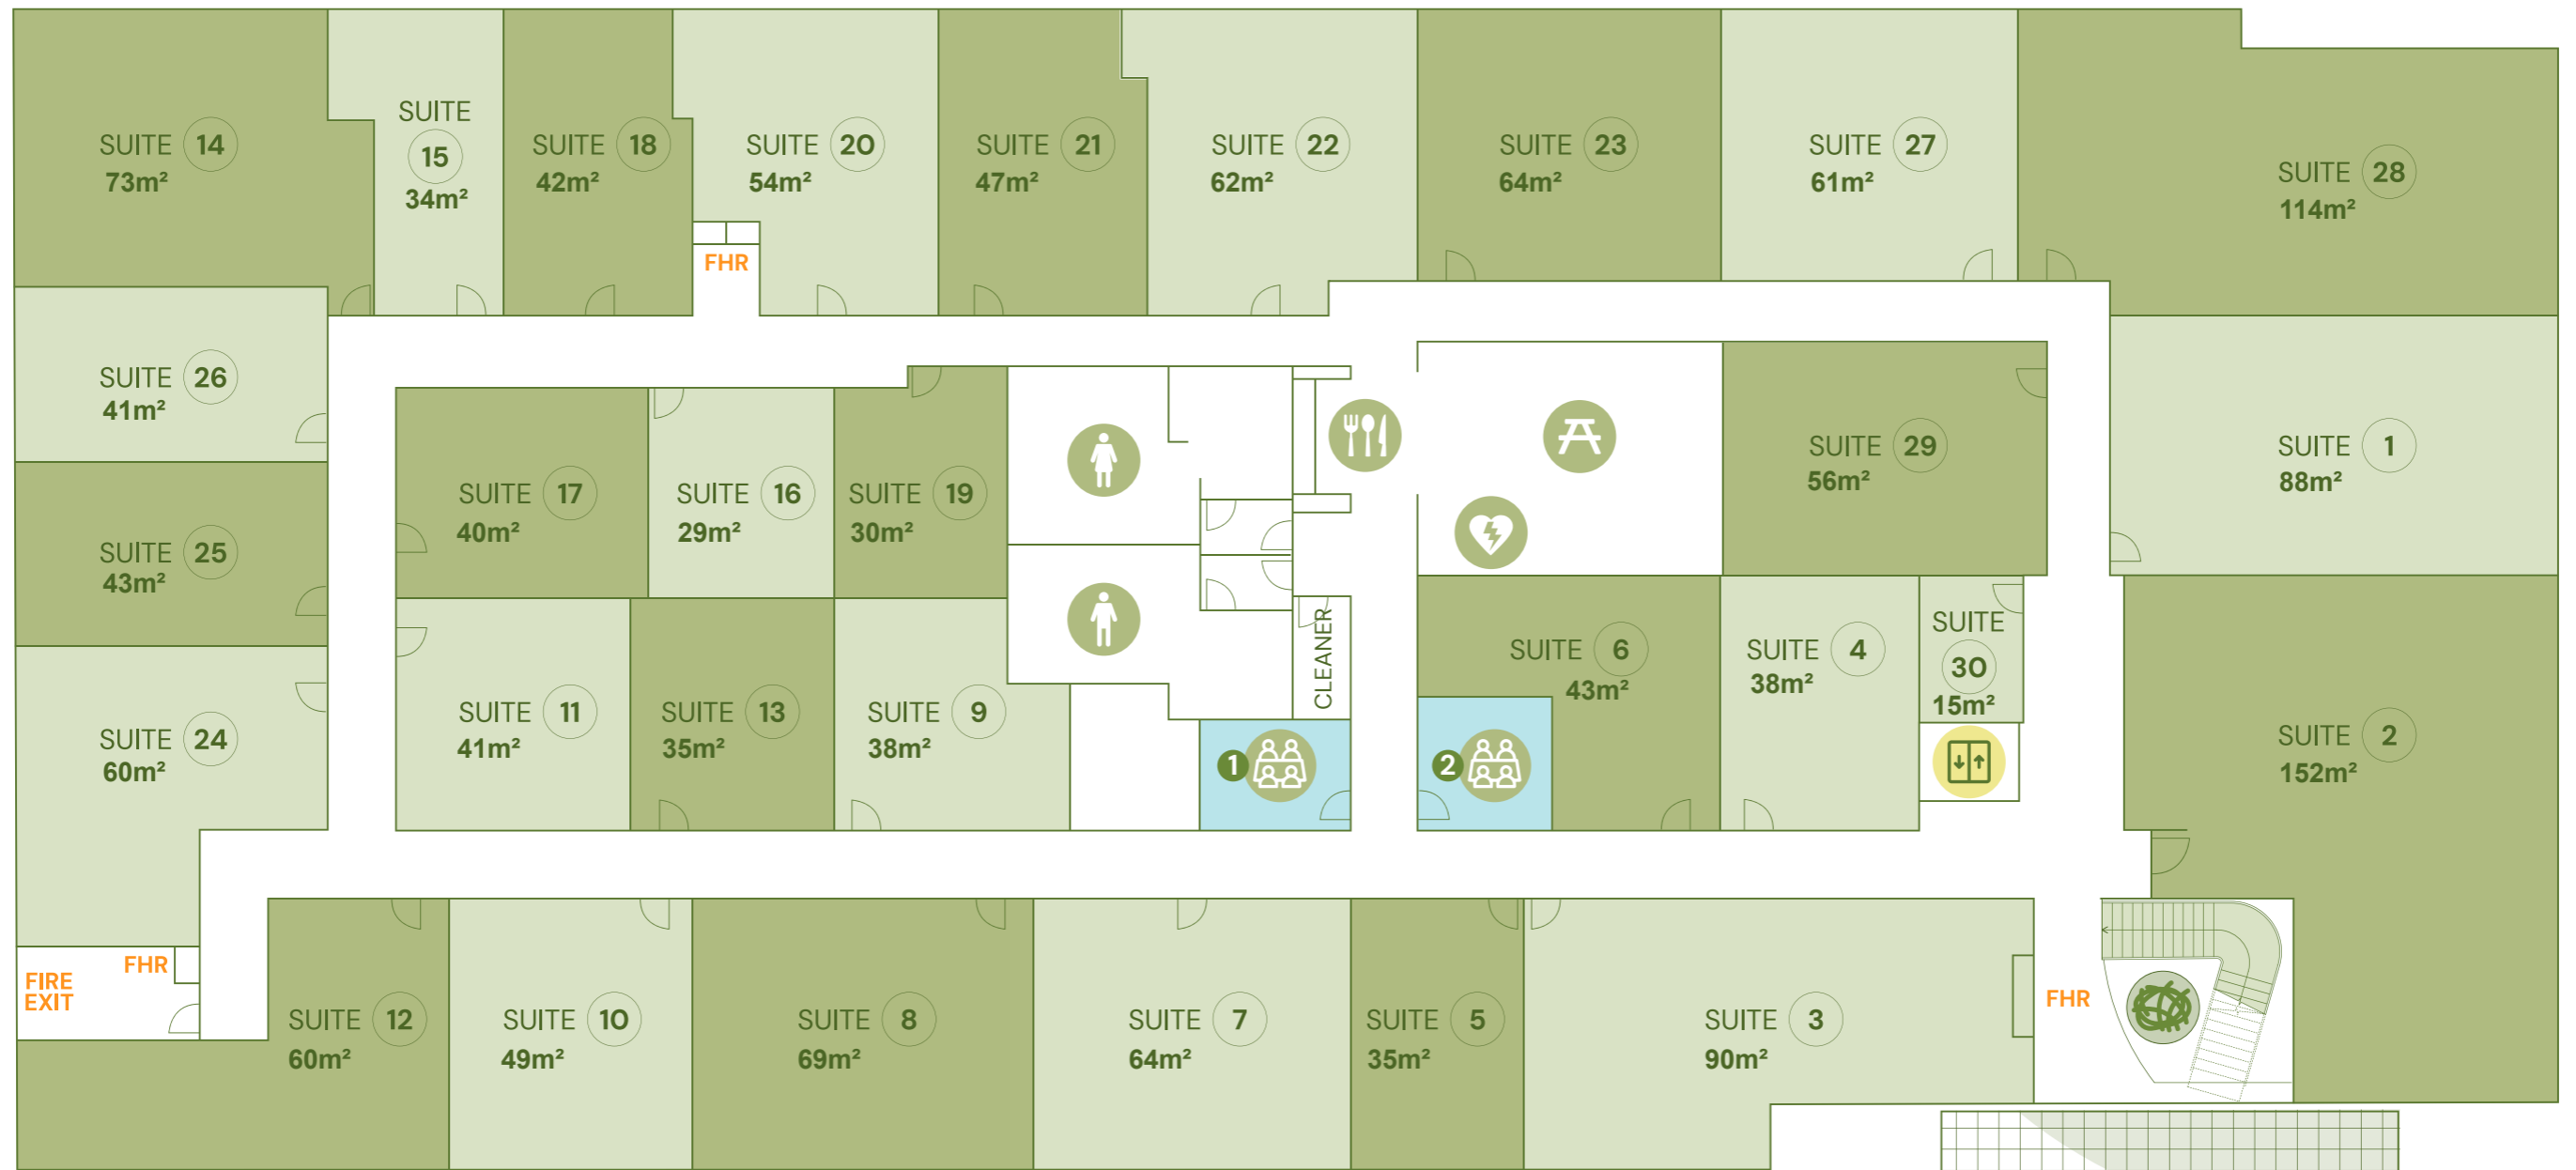 SUITE 14
73m²
SUITE
15
34m²
SUITE 18
42m²
SUITE 20
54m²
SUITE 21
47m²
SUITE 22
62m²
SUITE 23
64m²
SUITE 27
61m²
SUITE 28
114m²
FHR
SUITE 26
41m²
SUITE 25
43m²
SUITE 24
60m²
SUITE 17
40m²
SUITE 16
29m²
SUITE 19
30m²
SUITE 29
56m²
SUITE 1
88m²
SUITE 11
41m²
SUITE 13
35m²
SUITE 9
38m²
CLEANER
1
2
SUITE 6
43m²
SUITE 4
38m²
SUITE
30
15m²
SUITE 2
152m²
FHR
FIRE
EXIT
SUITE 12
60m²
SUITE 10
49m²
SUITE 8
69m²
SUITE 7
64m²
SUITE 5
35m²
SUITE 3
90m²
FHR